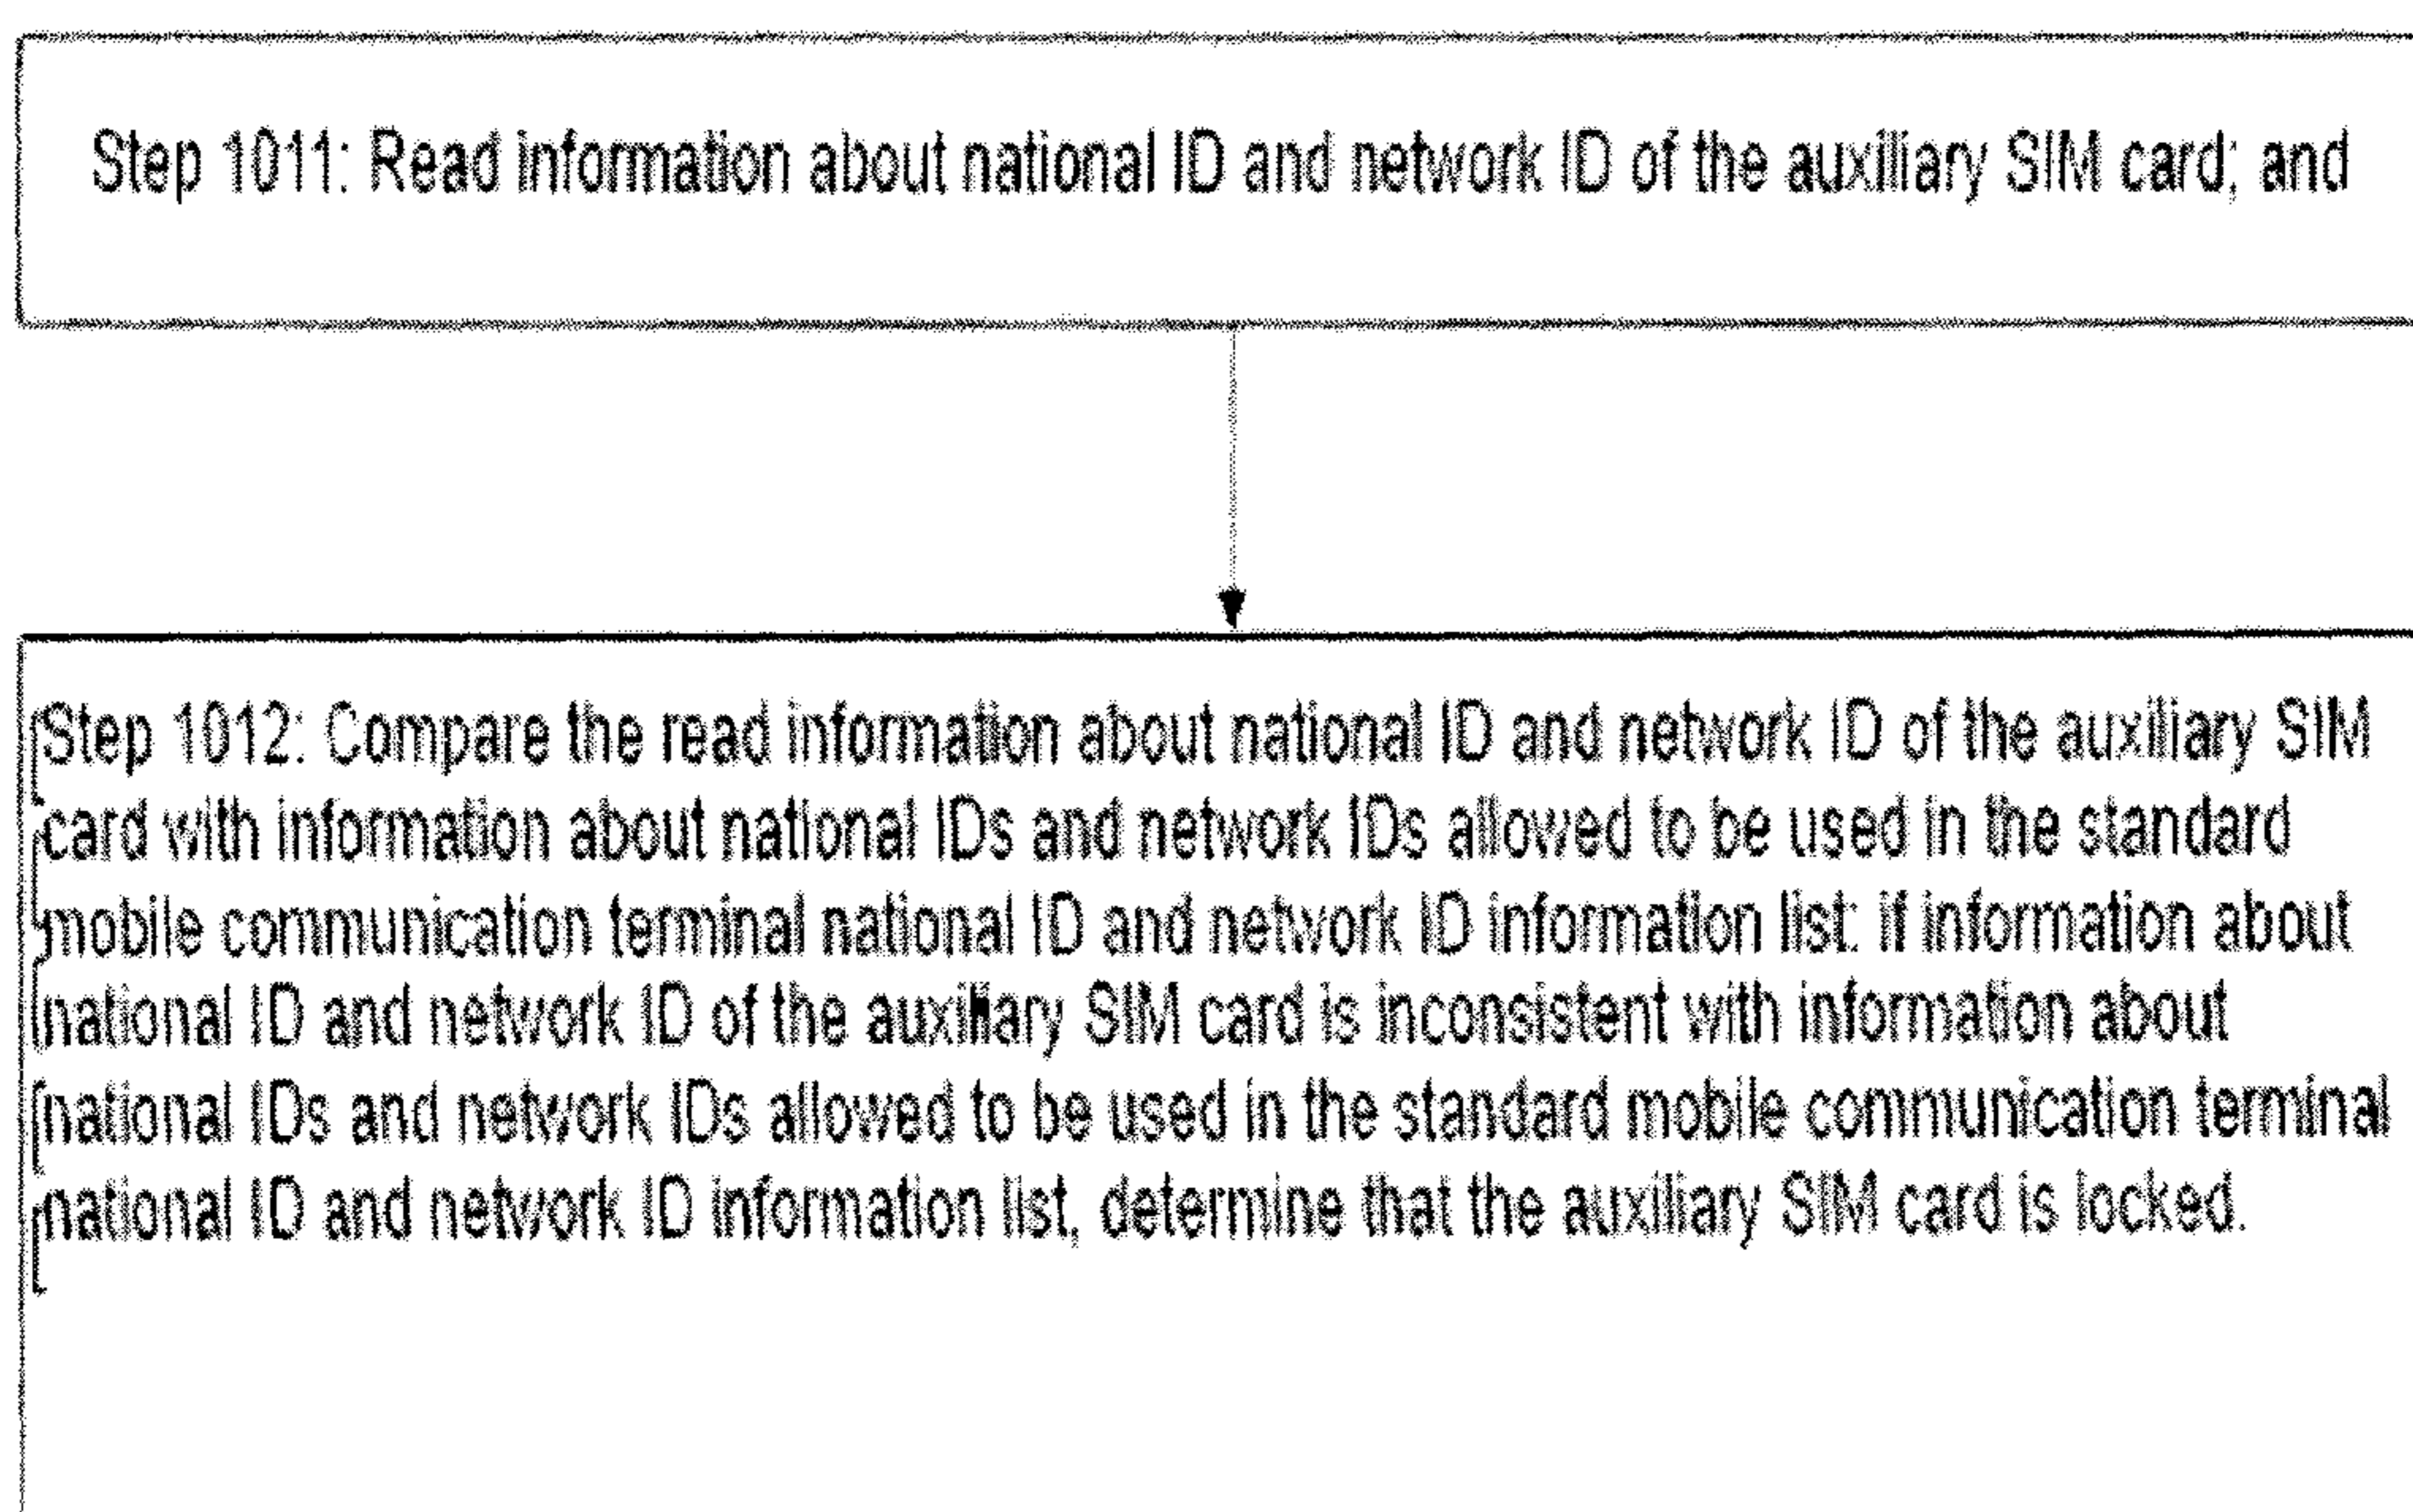 Step 1011: Read information about national ID and network ID of the auxiliary SIM card; and
Step 1012: Compare the read information about national ID and network ID of the auxiliary SIM
card with information about national IDs and network IDs allowed to be used in the standard
mobile communication terminal national ID and network ID information list: if information about
national ID and network ID of the auxiliary SIM card is inconsistent with information about
national IDs and network IDs allowed to be used in the standard mobile communication terminal
national ID and network ID information list, determine that the auxiliary SIM card is locked.